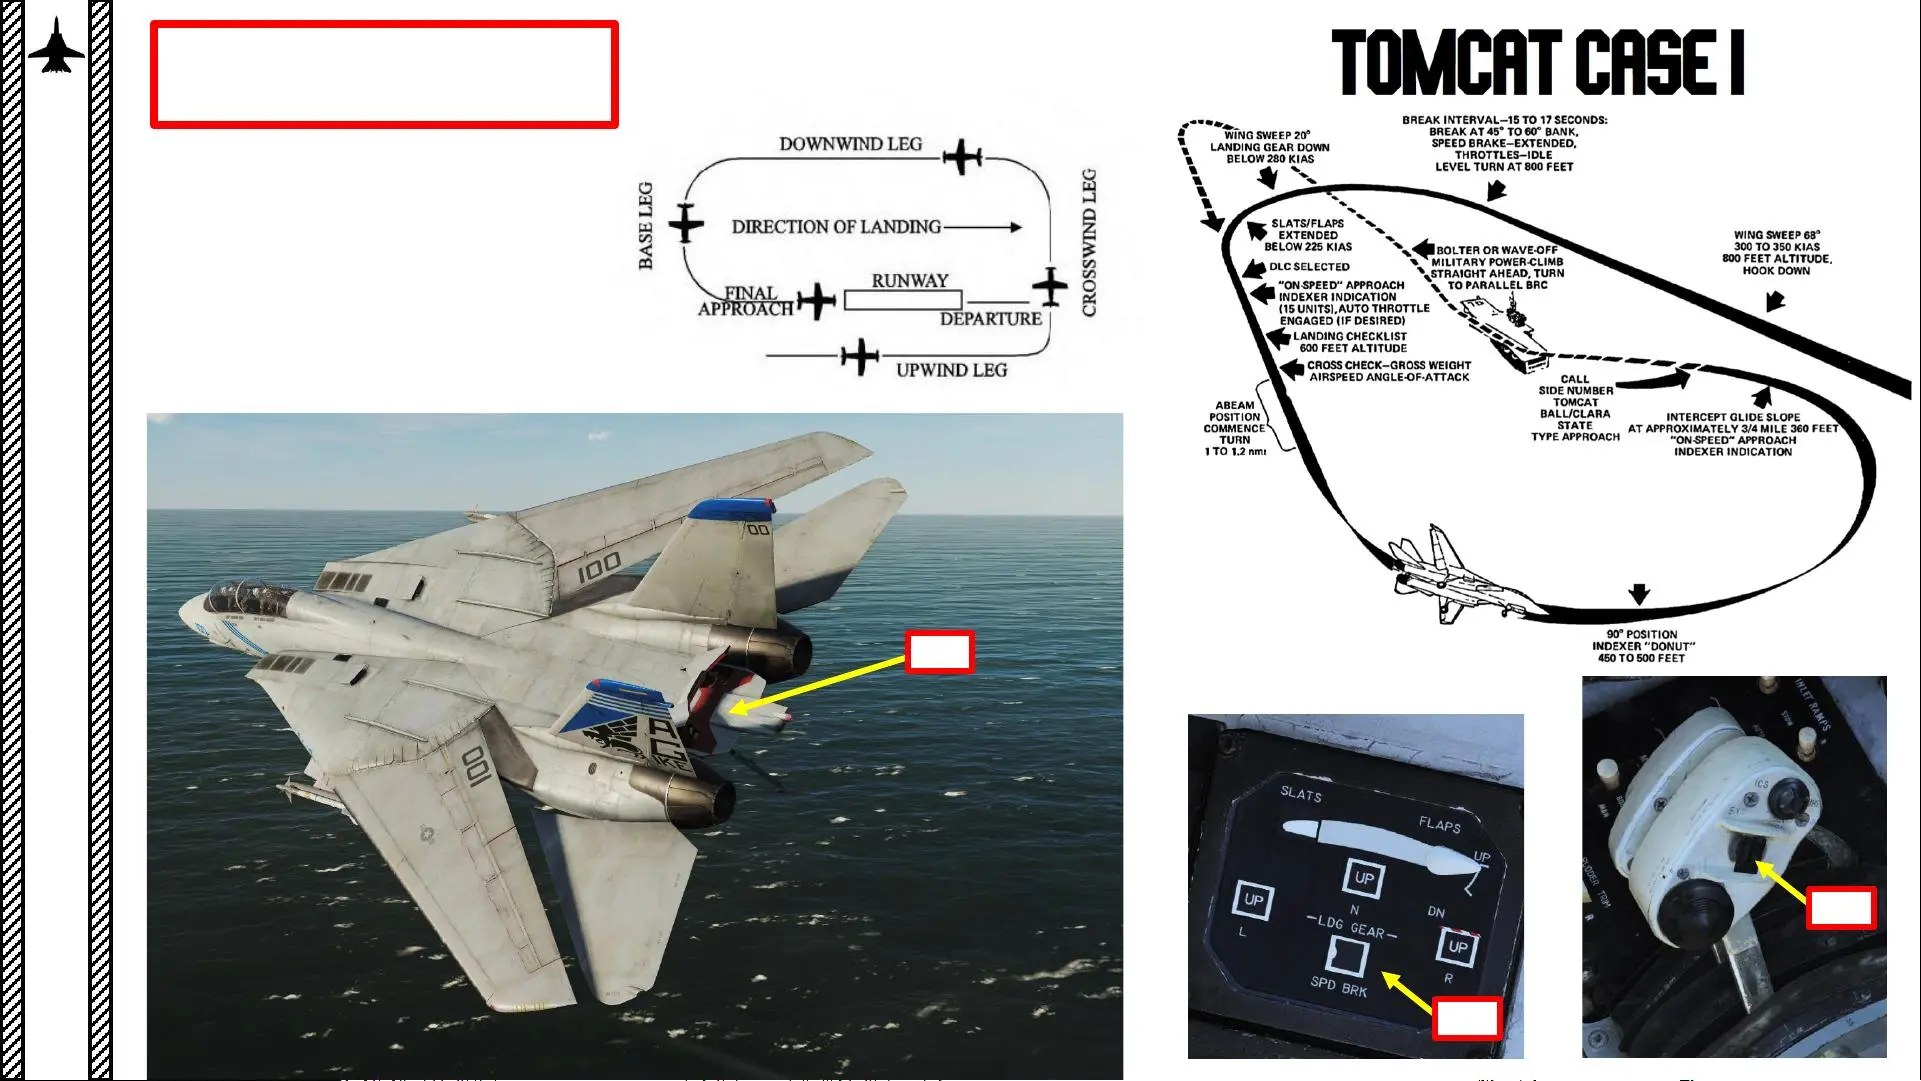 TOMCAT CASE I
DOWNWIND LEG
BASE LEG
DIRECTION OF LANDING
CROSSWIND LEG
RUNWAY
FINAL
APPROACH
DEPARTURE
UPWIND LEG
BREAK INTERVAL—15 TO 17 SECONDS:
BREAK AT 45° TO 60° BANK,
SPEED BRAKE—EXTENDED,
THROTTLES—IDLE
LEVEL TURN AT 800 FEET
WING SWEEP 20°
LANDING GEAR DOWN
BELOW 280 KIAS
SLATS/FLAPS
EXTENDED
BELOW 225 KIAS
DLC SELECTED
"ON-SPEED" APPROACH
INDEXER INDICATION
(15 UNITS), AUTO THROTTLE
ENGAGED (IF DESIRED)
LANDING CHECKLIST
600 FEET ALTITUDE
CROSS CHECK—GROSS WEIGHT
AIRSPEED ANGLE-OF-ATTACK
ABEAM
POSITION
COMMENCE
TURN
1 TO 1.2 nmi
BOLTER OR WAVE-OFF
MILITARY POWER-CLIMB
STRAIGHT AHEAD, TURN
TO PARALLEL BRC
WING SWEEP 68°
300 TO 350 KIAS
800 FEET ALTITUDE,
HOOK DOWN
CALL
SIDE NUMBER
TOMCAT
BALL/CLARA
STATE
TYPE APPROACH
INTERCEPT GLIDE SLOPE
AT APPROXIMATELY 3/4 MILE 360 FEET
"ON-SPEED" APPROACH
INDEXER INDICATION
90° POSITION
INDEXER "DONUT"
450 TO 500 FEET
00
100
100
SLATS
FLAPS
UP
UP
UP
N
L
DN
—LDG GEAR—
UP
R
SPD BRK
INLET RAMPS
STOW
R
ICS
RUDDER TRIM
R